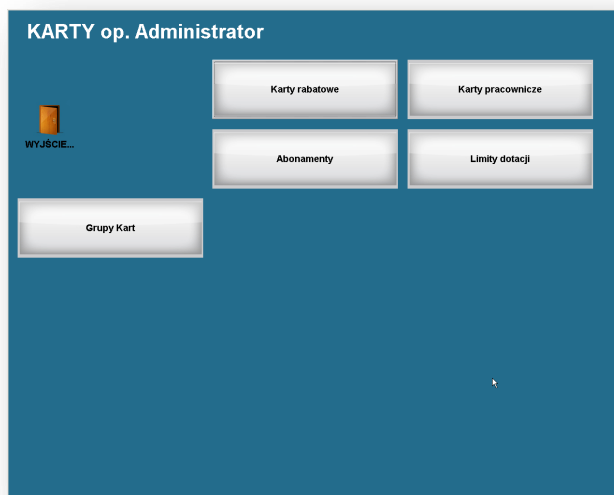 KARTY op. Administrator
Karty rabatowe
Karty pracownicze
WYJŚCIE...
Abonamenty
Limity dotacji
Grupy Kart